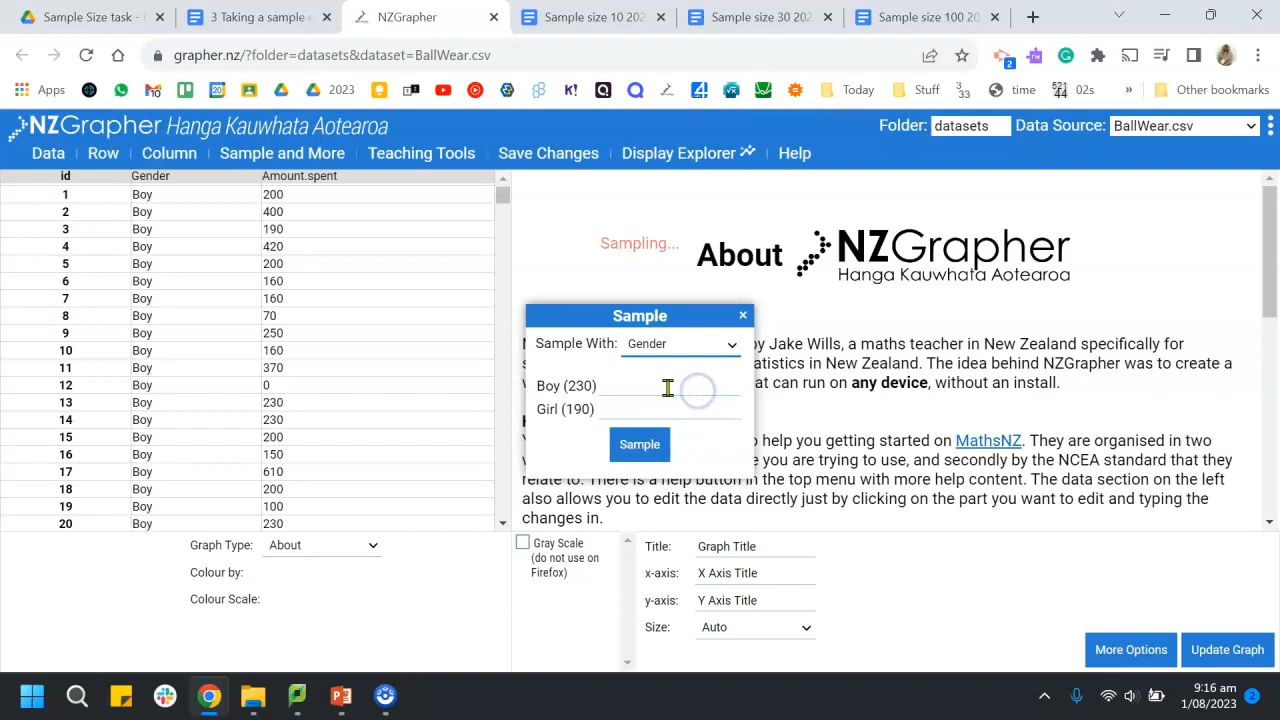 Sample Size task -
3 Taking a sample
NZGrapher
Sample size 10 202
Sample size 30 202
Sample size 100 20
grapher.nz/?folder=datasets&dataset=BallWear.csv
2
Apps
2023
K!
Today
Stuff
3
33
time
521
44
02s
»
Other bookmarks
NZGrapher Hanga Kauwhata Aotearoa
Folder: datasets Data Source: BallWear.csv
Data Row Column Sample and More Teaching Tools Save Changes Display Explorer Help
id Gender Amount.spent
1 Boy 200
2 Boy 400
3 Boy 190
4 Boy 420
5 Boy 200
6 Boy 160
7 Boy 160
8 Boy 70
9 Boy 250
10 Boy 160
11 Boy 370
12 Boy 0
13 Boy 230
14 Boy 230
15 Boy 200
16 Boy 150
17 Boy 610
18 Boy 200
19 Boy 100
20 Boy 230
Sampling...
About NZGrapher
Hanga Kauwhata Aotearoa
Sample ×
Sample With: Gender
Boy (230)
Girl (190)
Sample
by Jake Wills, a maths teacher in New Zealand specifically for
statistics in New Zealand. The idea behind NZGrapher was to create a
that can run on any device, without an install.
to help you getting started on MathsNZ. They are organised in two
you are trying to use, and secondly by the NCEA standard that they
relate to. There is a help button in the top menu with more help content. The data section on the left
also allows you to edit the data directly just by clicking on the part you want to edit and typing the
changes in.
Graph Type: About
Colour by:
Colour Scale:
Gray Scale
(do not use on
Firefox)
Title: Graph Title
x-axis: X Axis Title
y-axis: Y Axis Title
Size: Auto
More Options
Update Graph
9:16 am
1/08/2023
2